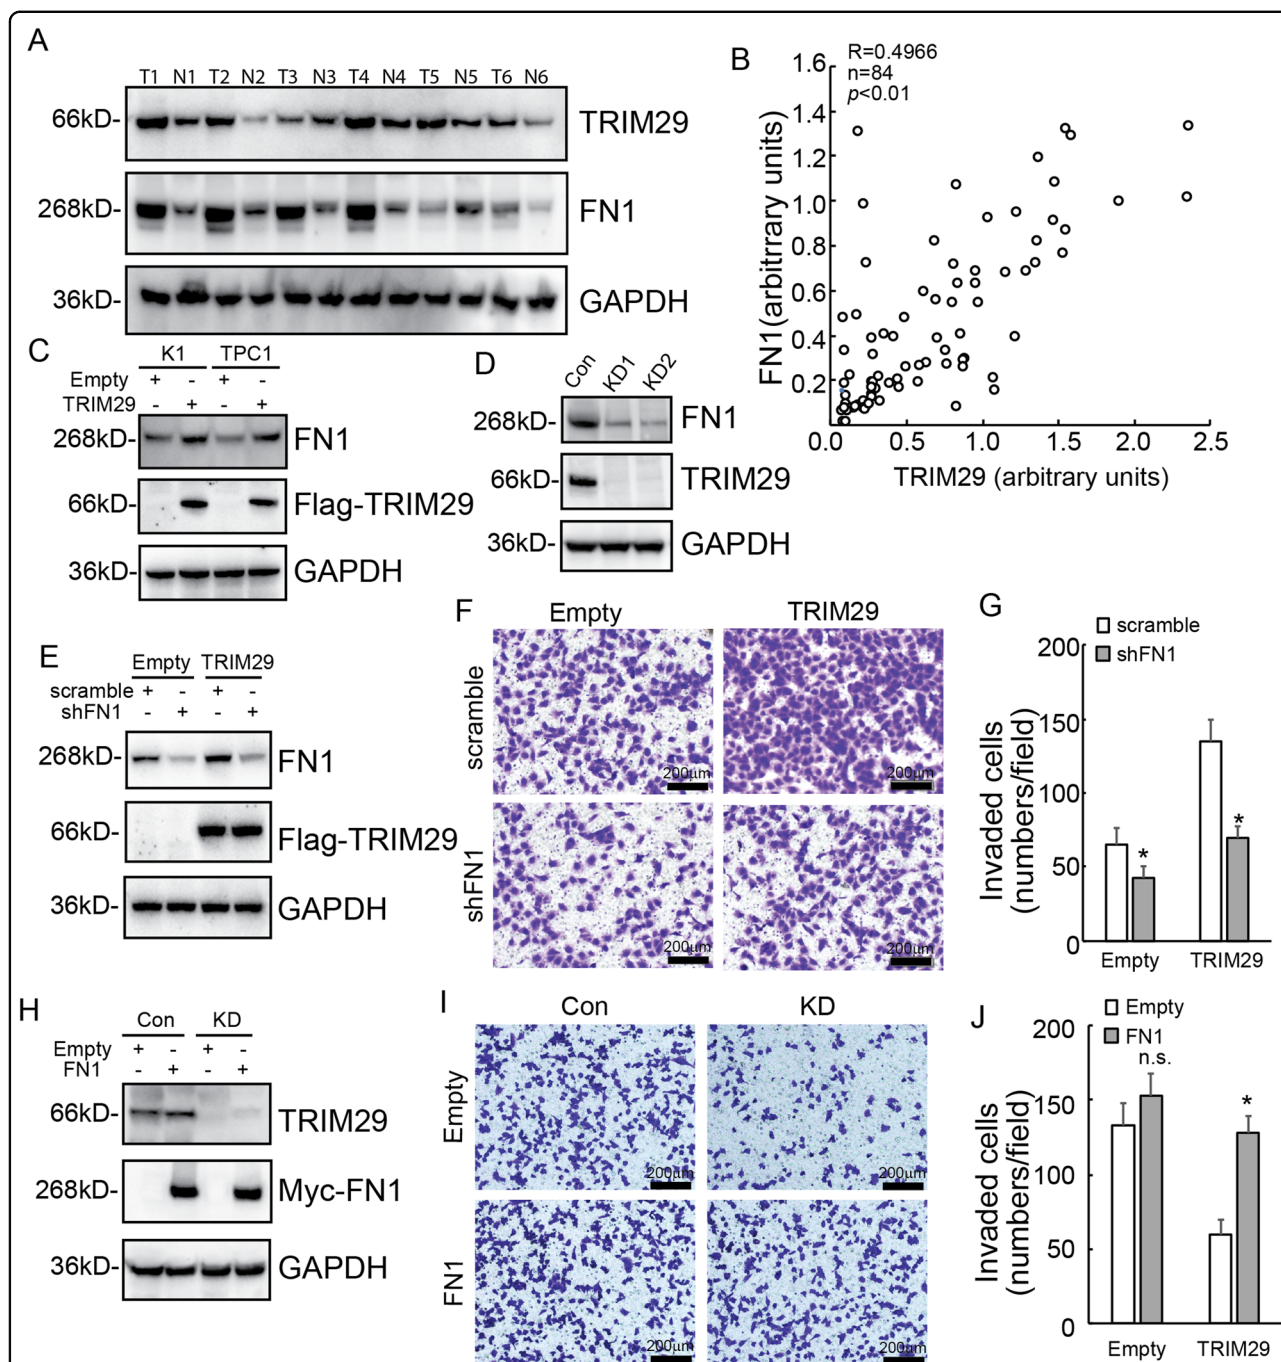 A
T1 N1 T2 N2 T3 N3 T4 N4 T5 N5 T6 N6
66kD- TRIM29
268kD- FN1
36kD- GAPDH
B
R=0.4966
n=84
p<0.01
FN1(arbitrrary units)
1.6
1.4
1.2
1.0
0.8
0.6
0.4
0.2
0.0 0.5 1.0 1.5 2.0 2.5
TRIM29 (arbitrary units)
C
K1 TPC1
Empty + - + -
TRIM29 - + - +
268kD- FN1
66kD- Flag-TRIM29
36kD- GAPDH
D
Con KD1 KD2
268kD- FN1
66kD- TRIM29
36kD- GAPDH
E
Empty TRIM29
scramble + - + -
shFN1 - + - +
268kD- FN1
66kD- Flag-TRIM29
36kD- GAPDH
F
Empty TRIM29
scramble
200μm 200μm
shFN1
200μm 200μm
G
scramble
shFN1
Invaded cells
(numbers/field)
200
150
100
50
0
*
*
Empty TRIM29
H
Con KD
Empty + - + -
FN1 - + - +
66kD- TRIM29
268kD- Myc-FN1
36kD- GAPDH
I
Con KD
Empty
200μm 200μm
FN1
200μm 200μm
J
Empty
FN1
n.s.
*
Invaded cells
(numbers/field)
200
150
100
50
0
Empty TRIM29